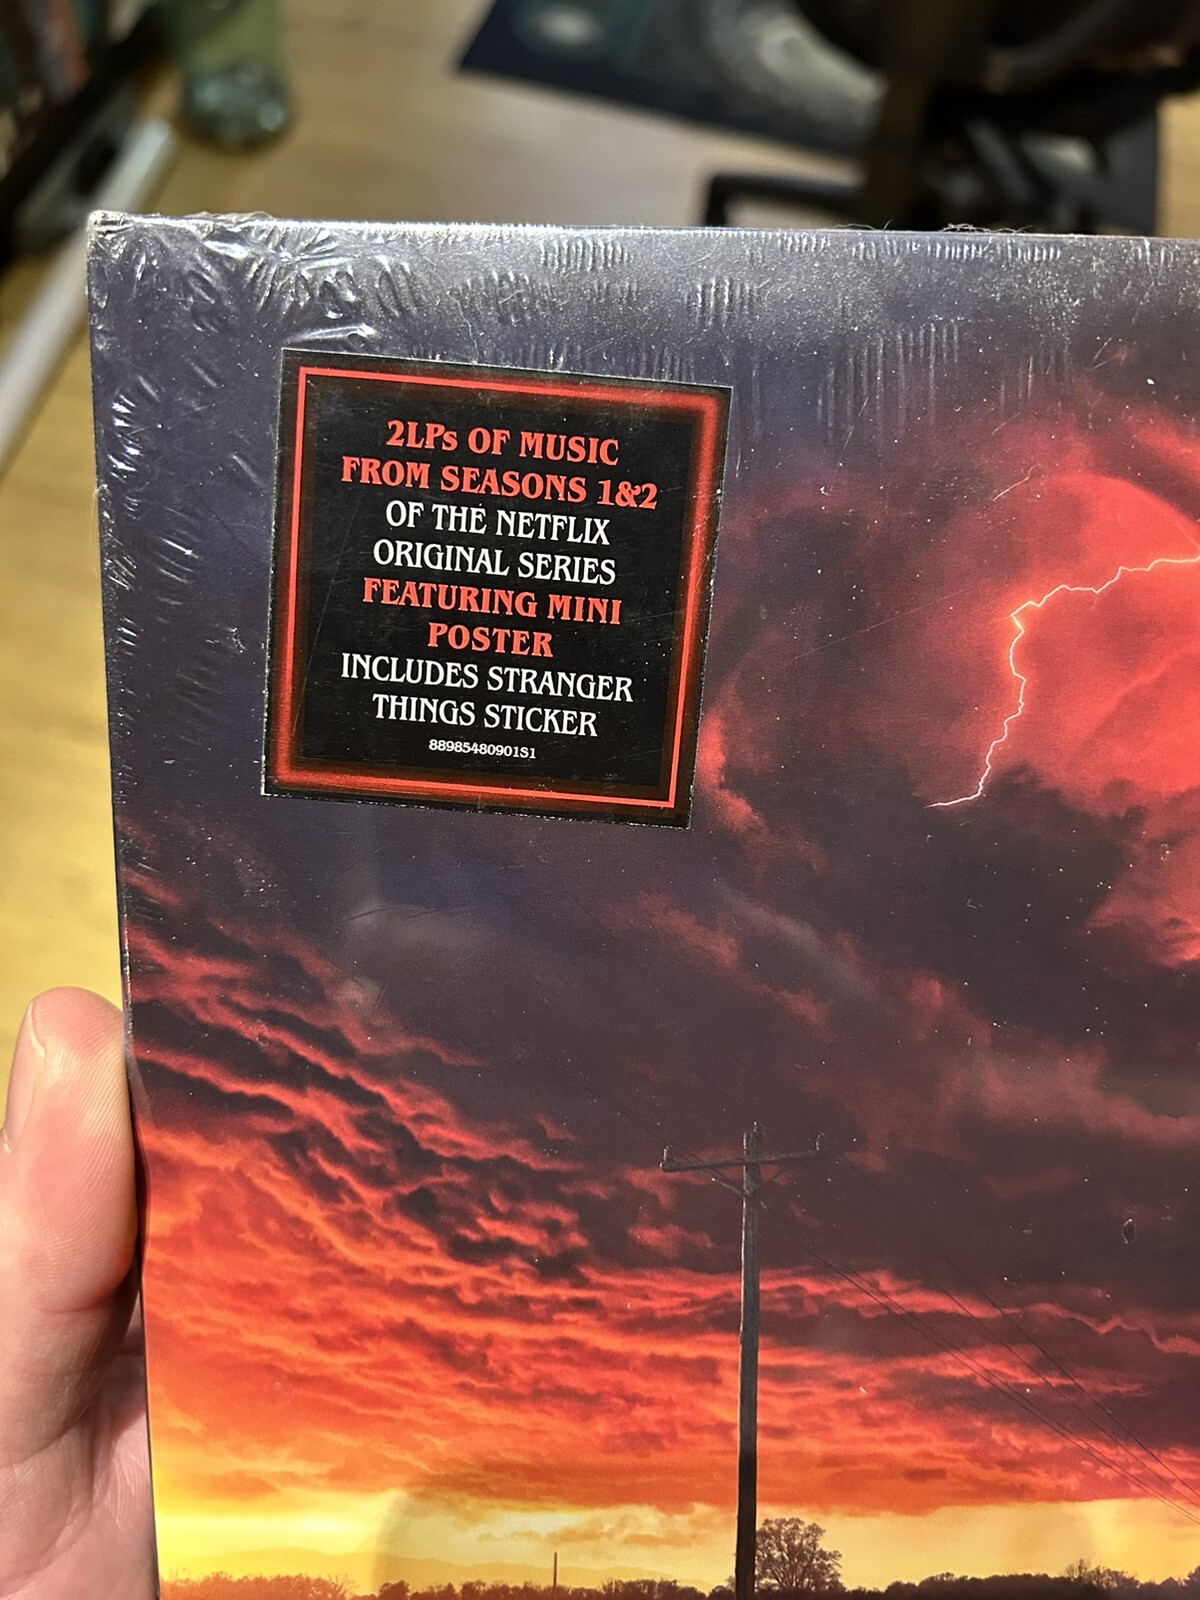 2LPs OF MUSIC
FROM SEASONS 1&2
OF THE NETFLIX
ORIGINAL SERIES
FEATURING MINI
POSTER
INCLUDES STRANGER
THINGS STICKER
88985480901S1